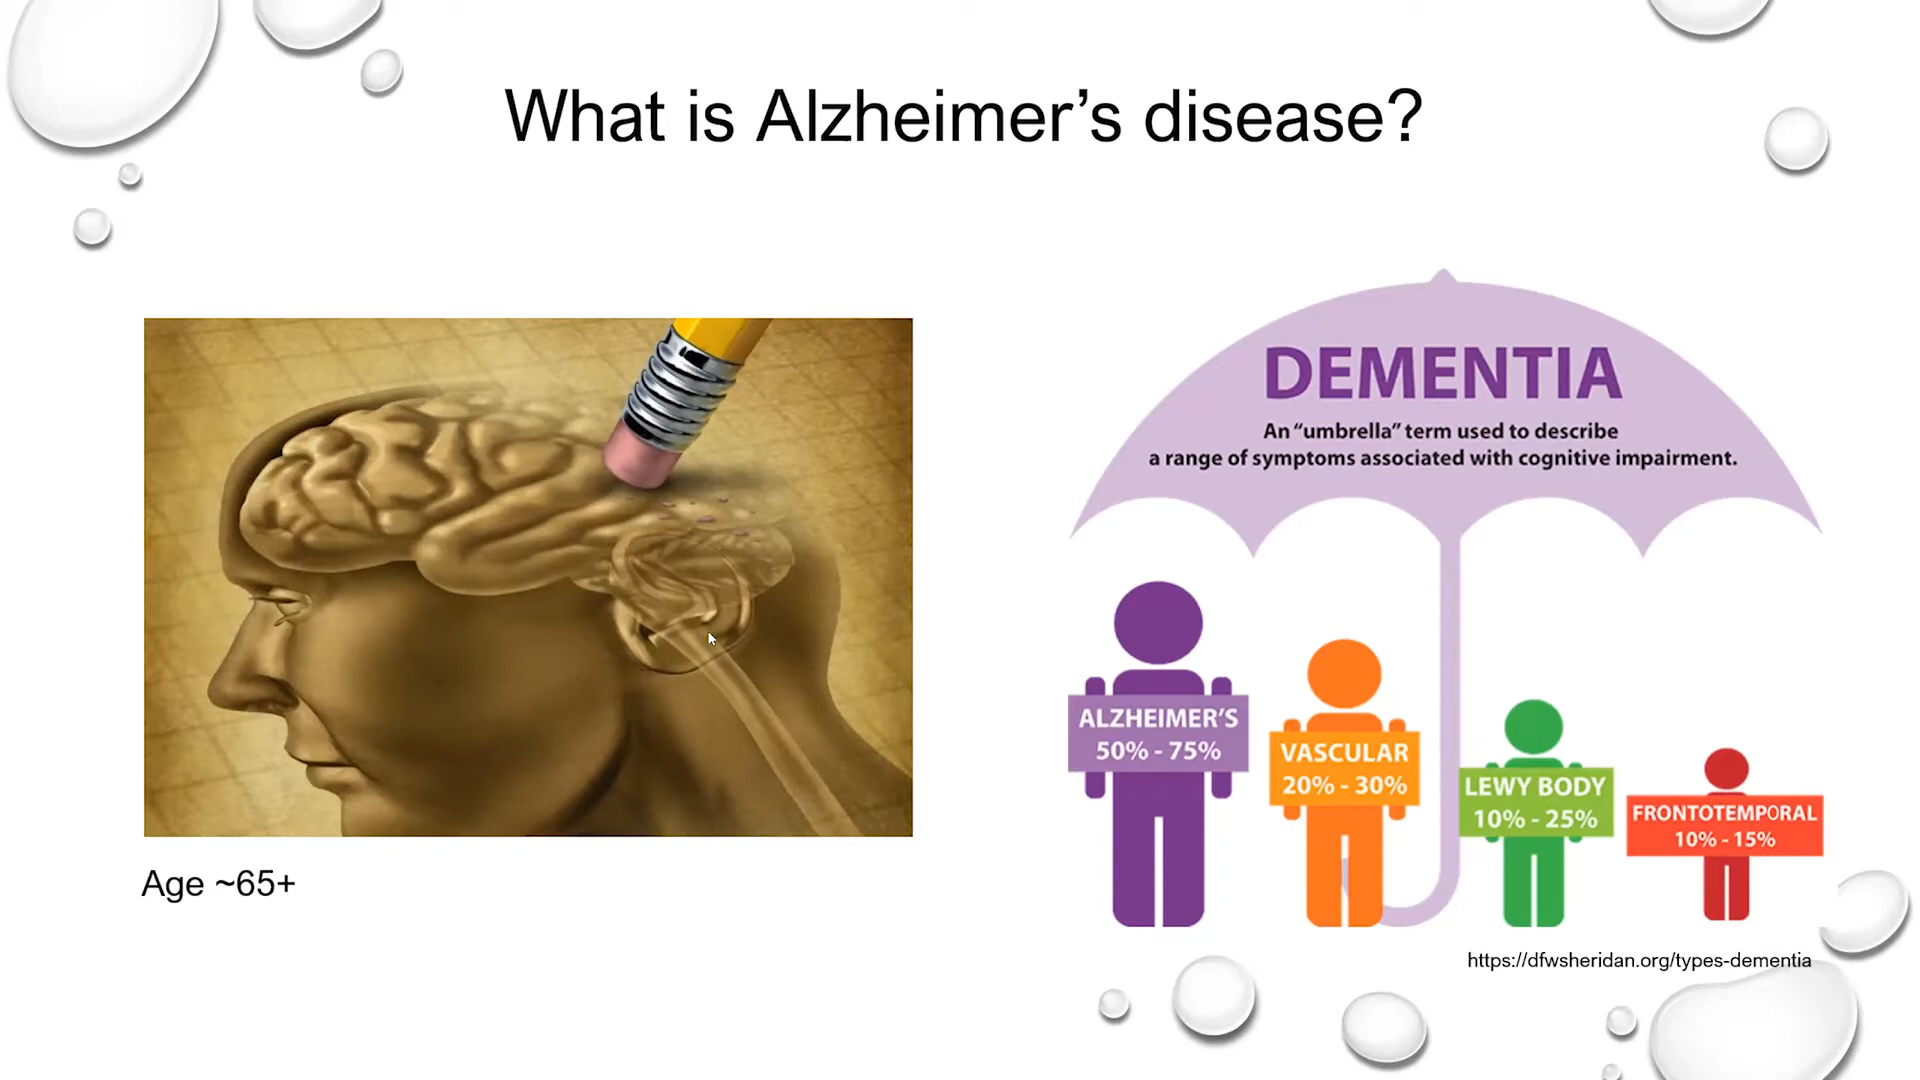 What is Alzheimer’s disease?
DEMENTIA
An “umbrella” term used to describe
a range of symptoms associated with cognitive impairment.
ALZHEIMER’S
50% - 75%
VASCULAR
20% - 30%
LEWY BODY
10% - 25%
FRONTOTEMPORAL
10% - 15%
Age ~65+
https://dfwsheridan.org/types-dementia